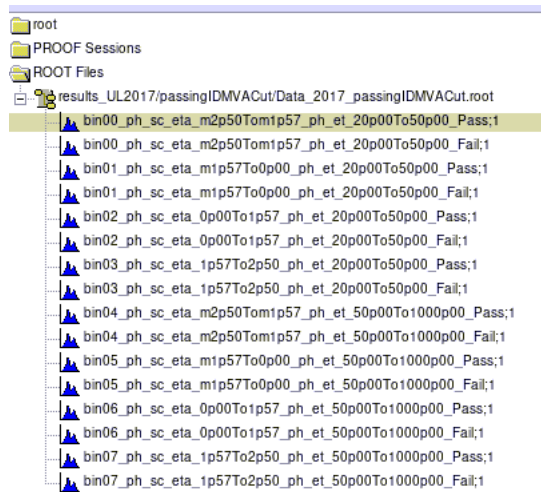 root
PROOF Sessions
ROOT Files
results_UL2017/passingIDMVACut/Data_2017_passingIDMVACut.root
bin00_ph_sc_eta_m2p50Tom1p57_ph_et_20p00To50p00_Pass;1
bin00_ph_sc_eta_m2p50Tom1p57_ph_et_20p00To50p00_Fail;1
bin01_ph_sc_eta_m1p57To0p00_ph_et_20p00To50p00_Pass;1
bin01_ph_sc_eta_m1p57To0p00_ph_et_20p00To50p00_Fail;1
bin02_ph_sc_eta_0p00To1p57_ph_et_20p00To50p00_Pass;1
bin02_ph_sc_eta_0p00To1p57_ph_et_20p00To50p00_Fail;1
bin03_ph_sc_eta_1p57To2p50_ph_et_20p00To50p00_Pass;1
bin03_ph_sc_eta_1p57To2p50_ph_et_20p00To50p00_Fail;1
bin04_ph_sc_eta_m2p50Tom1p57_ph_et_50p00To1000p00_Pass;1
bin04_ph_sc_eta_m2p50Tom1p57_ph_et_50p00To1000p00_Fail;1
bin05_ph_sc_eta_m1p57To0p00_ph_et_50p00To1000p00_Pass;1
bin05_ph_sc_eta_m1p57To0p00_ph_et_50p00To1000p00_Fail;1
bin06_ph_sc_eta_0p00To1p57_ph_et_50p00To1000p00_Pass;1
bin06_ph_sc_eta_0p00To1p57_ph_et_50p00To1000p00_Fail;1
bin07_ph_sc_eta_1p57To2p50_ph_et_50p00To1000p00_Pass;1
bin07_ph_sc_eta_1p57To2p50_ph_et_50p00To1000p00_Fail;1